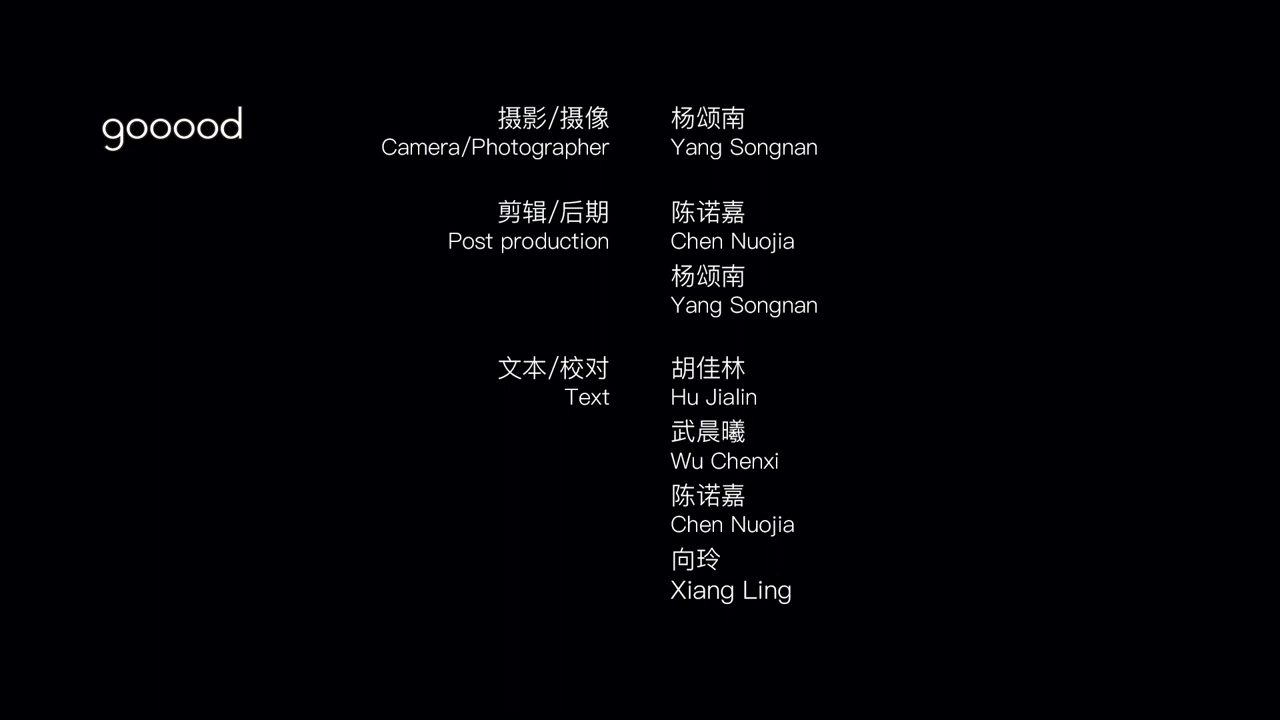 gooood
摄影/摄像 杨颂南
Camera/Photographer Yang Songnan
剪辑/后期 陈诺嘉
Post production Chen Nuojia
杨颂南
Yang Songnan
文本/校对 胡佳林
Text Hu Jialin
武晨曦
Wu Chenxi
陈诺嘉
Chen Nuojia
向玲
Xiang Ling